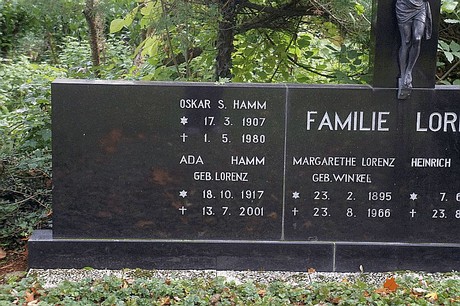 OSKAR S. HAMM
* 17. 3. 1907
† 1. 5. 1980
ADA HAMM
GEB. LORENZ
* 18. 10. 1917
† 13. 7. 2001
FAMILIE
MARGARETHE LORENZ
GEB. WINKEL
* 23. 2. 1895
† 23. 8. 1966
HEINRICH